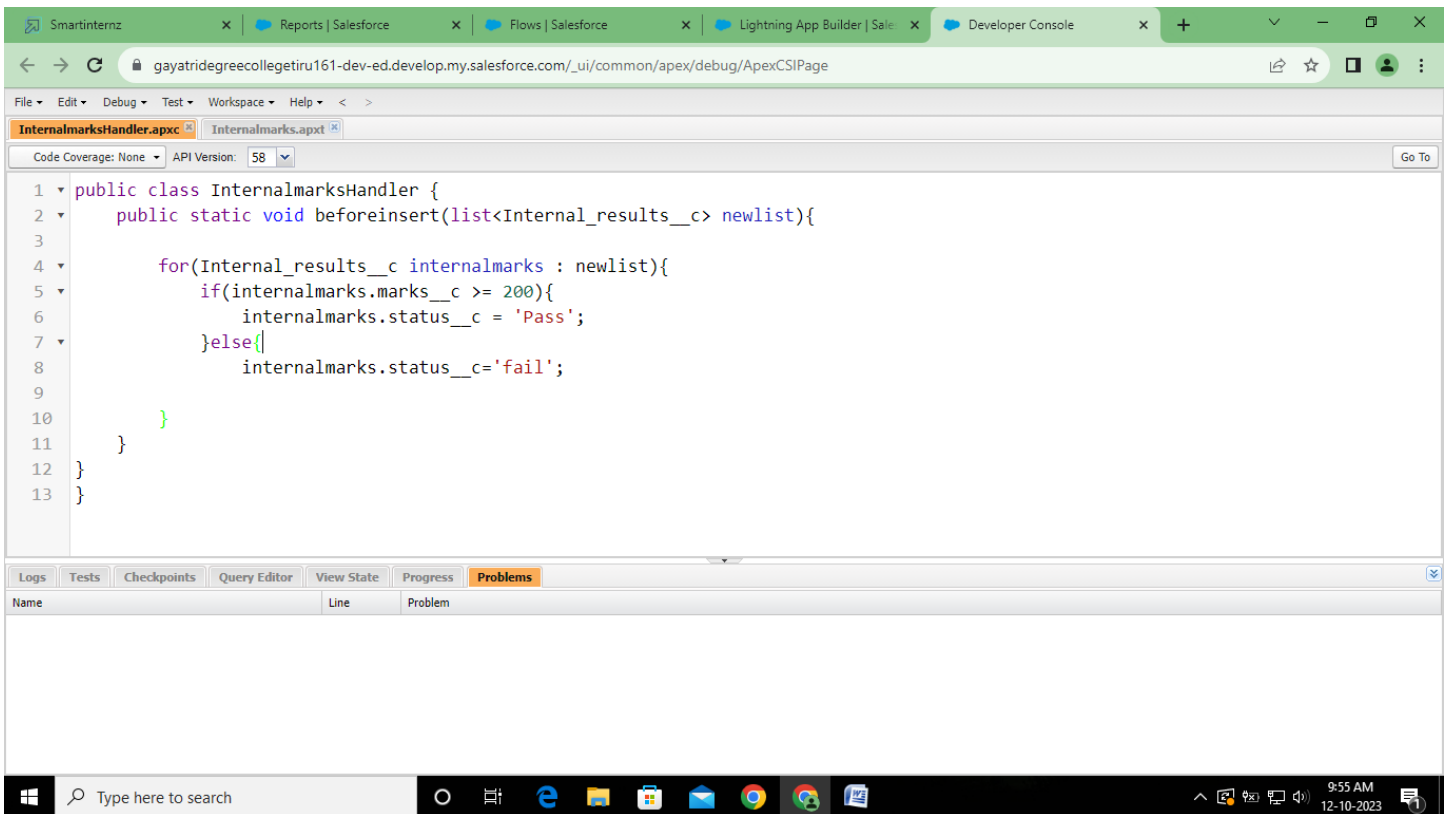 Smartinternz
Reports | Salesforce
Flows | Salesforce
Lightning App Builder | Sale
Developer Console
gayatridegreecollegetiru161-dev-ed.develop.my.salesforce.com/_ui/common/apex/debug/ApexCSIPage
File Edit Debug Test Workspace Help < >
InternalmarksHandler.apxc Internalmarks.apxt
Code Coverage: None API Version: 58 Go To
1 public class InternalmarksHandler {
2 public static void beforeinsert(list<Internal_results__c> newlist){
3
4 for(Internal_results__c internalmarks : newlist){
5 if(internalmarks.marks__c >= 200){
6 internalmarks.status__c = 'Pass';
7 }else{
8 internalmarks.status__c='fail';
9
10 }
11 }
12 }
13 }
Logs Tests Checkpoints Query Editor View State Progress Problems
Name Line Problem
Type here to search
9:55 AM
12-10-2023
1